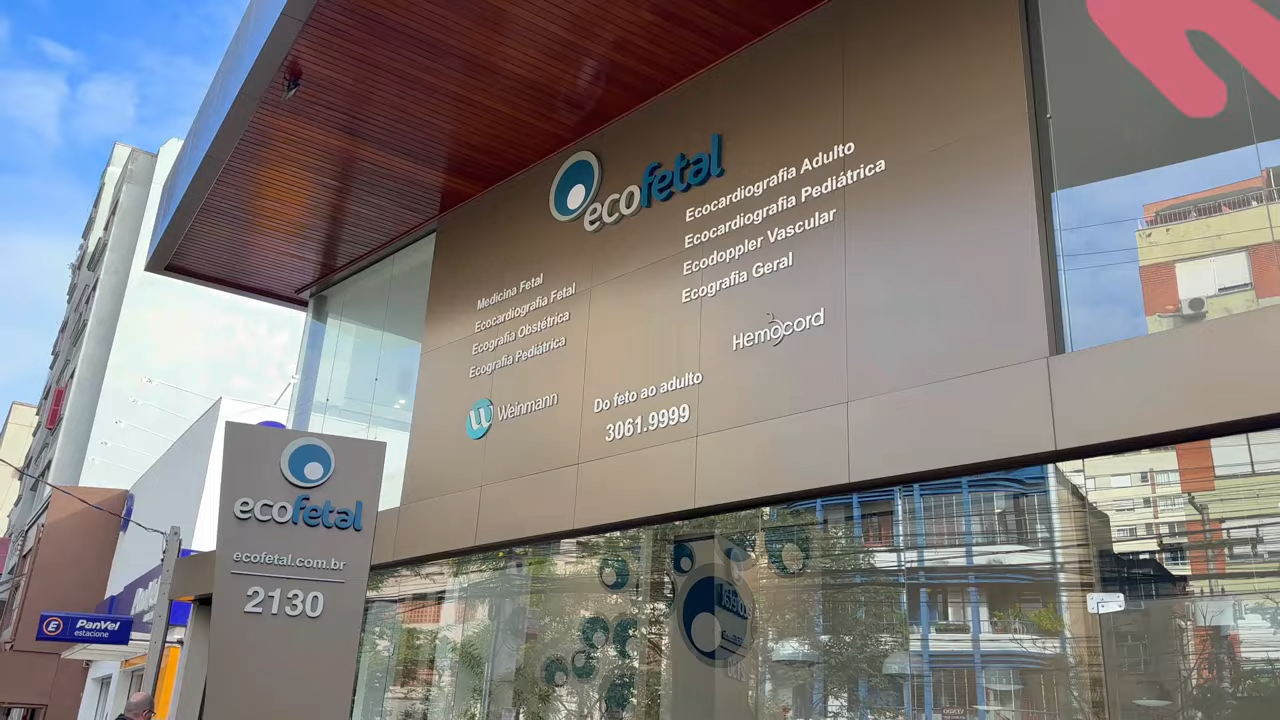 ecofetal
Ecocardiografia Adulto
Ecocardiografia Pediátrica
Ecodoppler Vascular
Ecografia Geral
Medicina Fetal
Ecocardiografia Fetal
Ecografia Obstétrica
Ecografia Pediátrica
Hemocord
Weinmann
Do feto ao adulto
3061.9999
ecofetal
ecofetal.com.br
2130
E PanVel
estacione